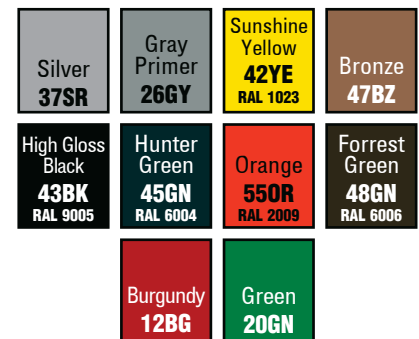 Silver
37SR
Gray
Primer
26GY
Sunshine
Yellow
42YE
RAL 1023
Bronze
47BZ
High Gloss
Black
43BK
RAL 9005
Hunter
Green
45GN
RAL 6004
Orange
55OR
RAL 2009
Forrest
Green
48GN
RAL 6006
Burgundy
12BG
Green
20GN